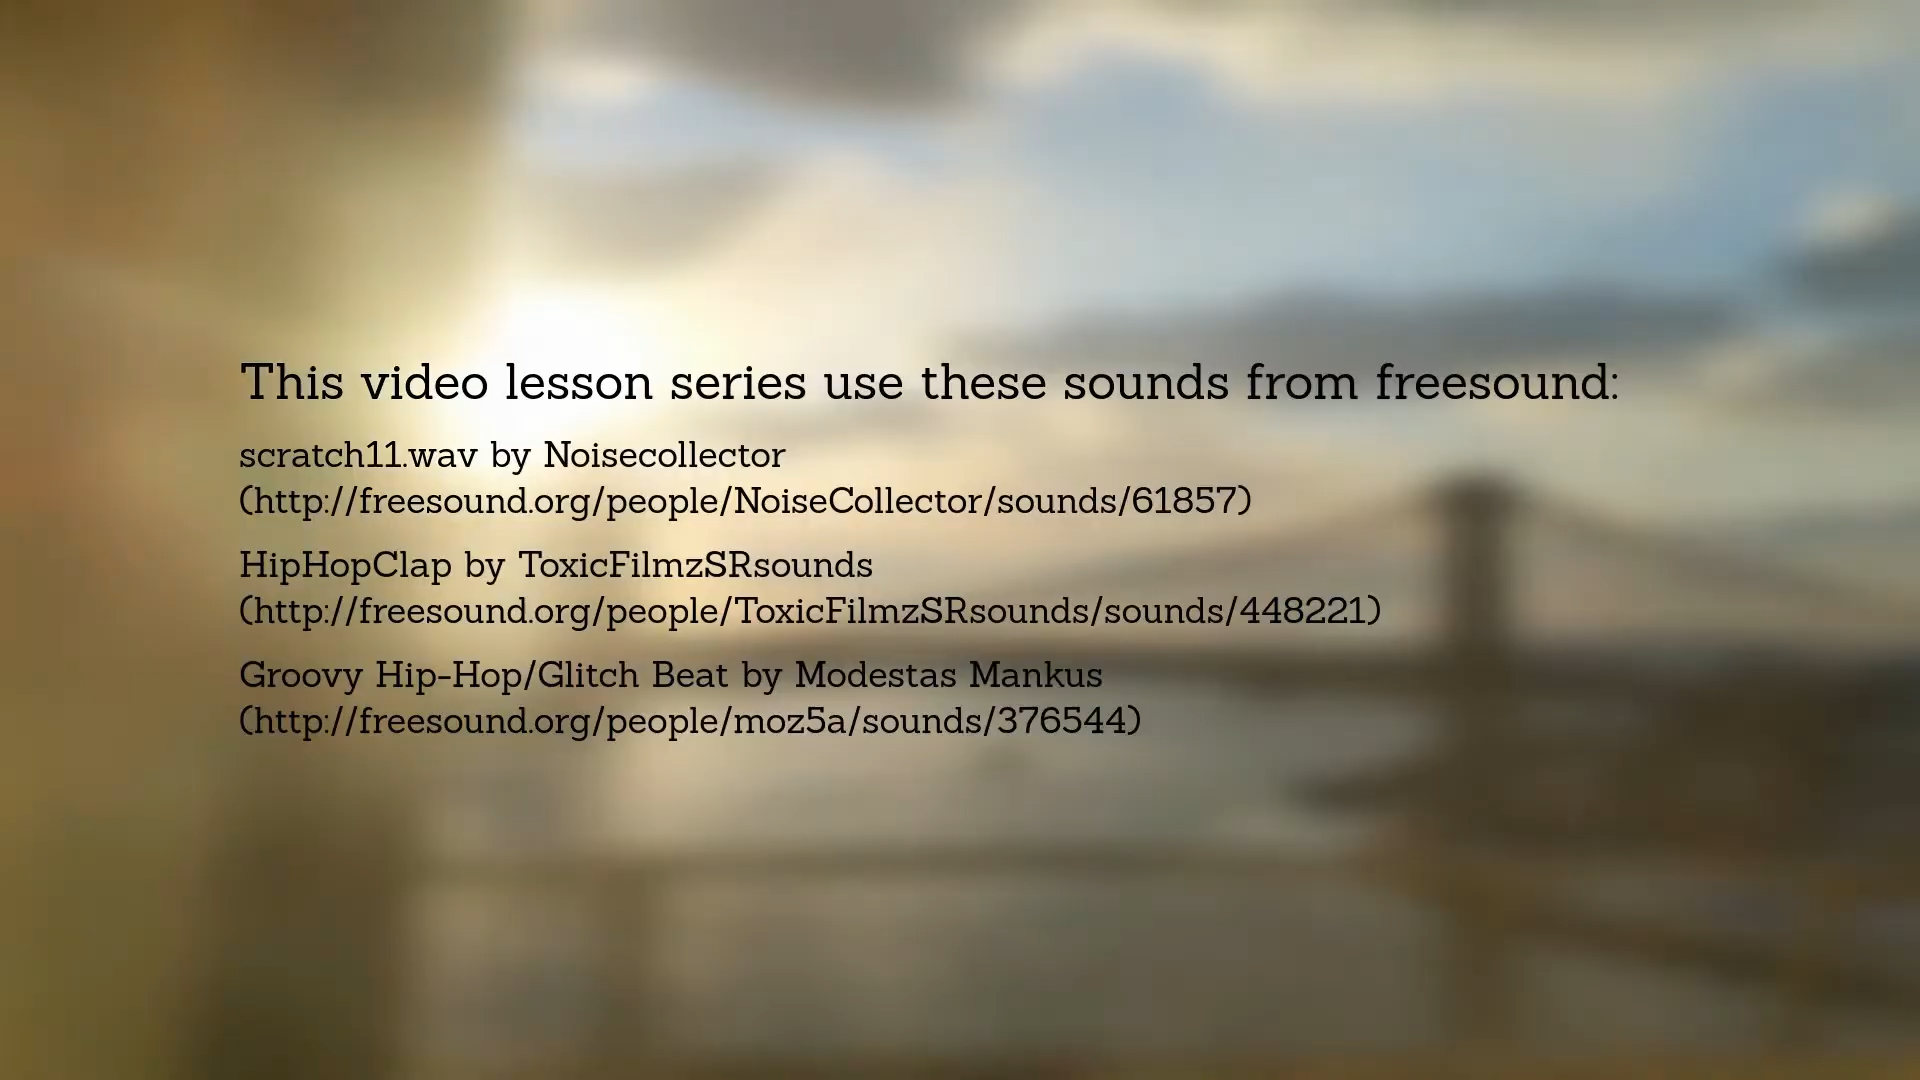 This video lesson series use these sounds from freesound:
scratch11.wav by Noisecollector
(http://freesound.org/people/NoiseCollector/sounds/61857)
HipHopClap by ToxicFilmzSRsounds
(http://freesound.org/people/ToxicFilmzSRsounds/sounds/448221)
Groovy Hip-Hop/Glitch Beat by Modestas Mankus
(http://freesound.org/people/moz5a/sounds/376544)